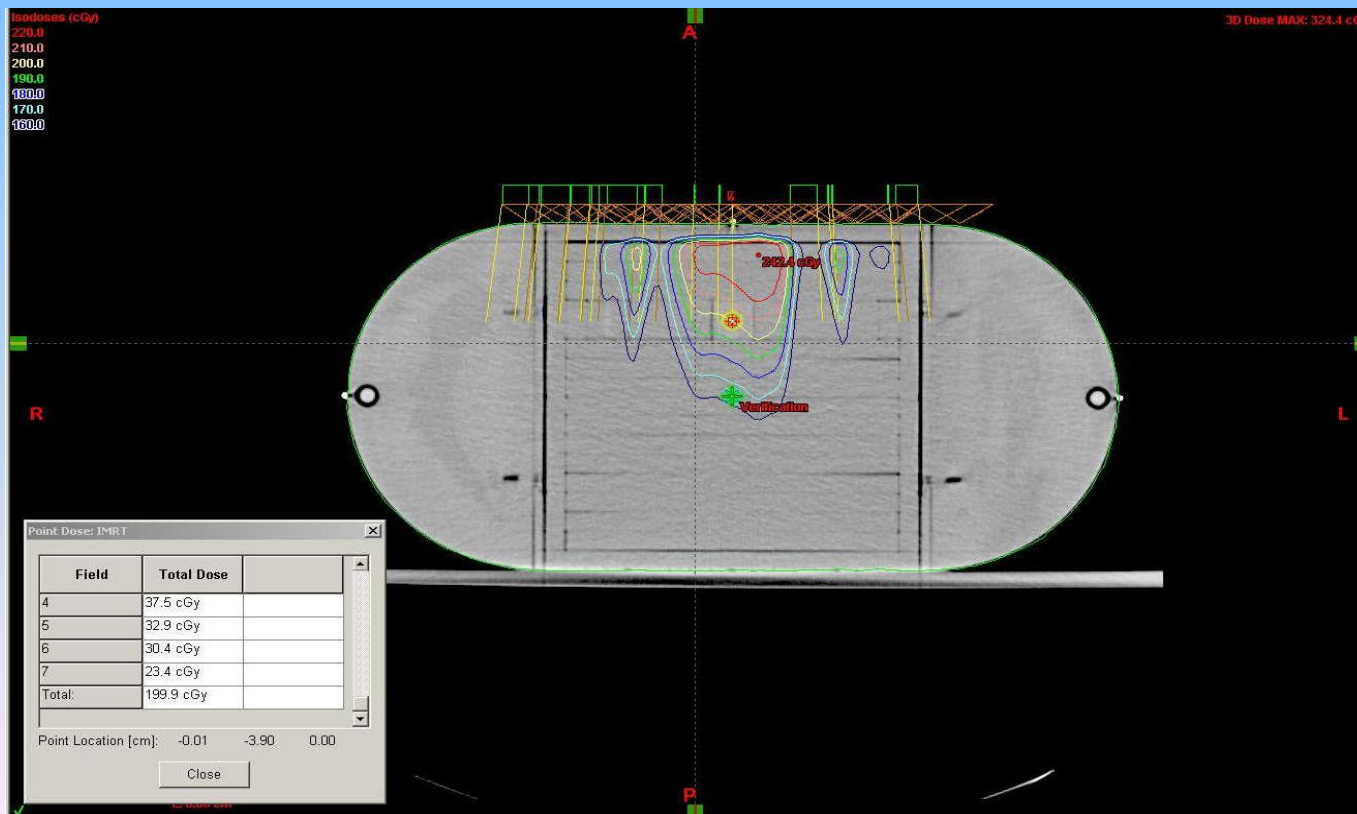 Isodoses (cGy)
220.0
210.0
200.0
190.0
180.0
170.0
160.0
A
3D Dose MAX: 324.4 cG
242.4 cGy
R
L
Verification
Point Dose: IMRT
Field Total Dose
4 37.5 cGy
5 32.9 cGy
6 30.4 cGy
7 23.4 cGy
Total: 199.9 cGy
Point Location [cm]: -0.01 -3.90 0.00
Close
P